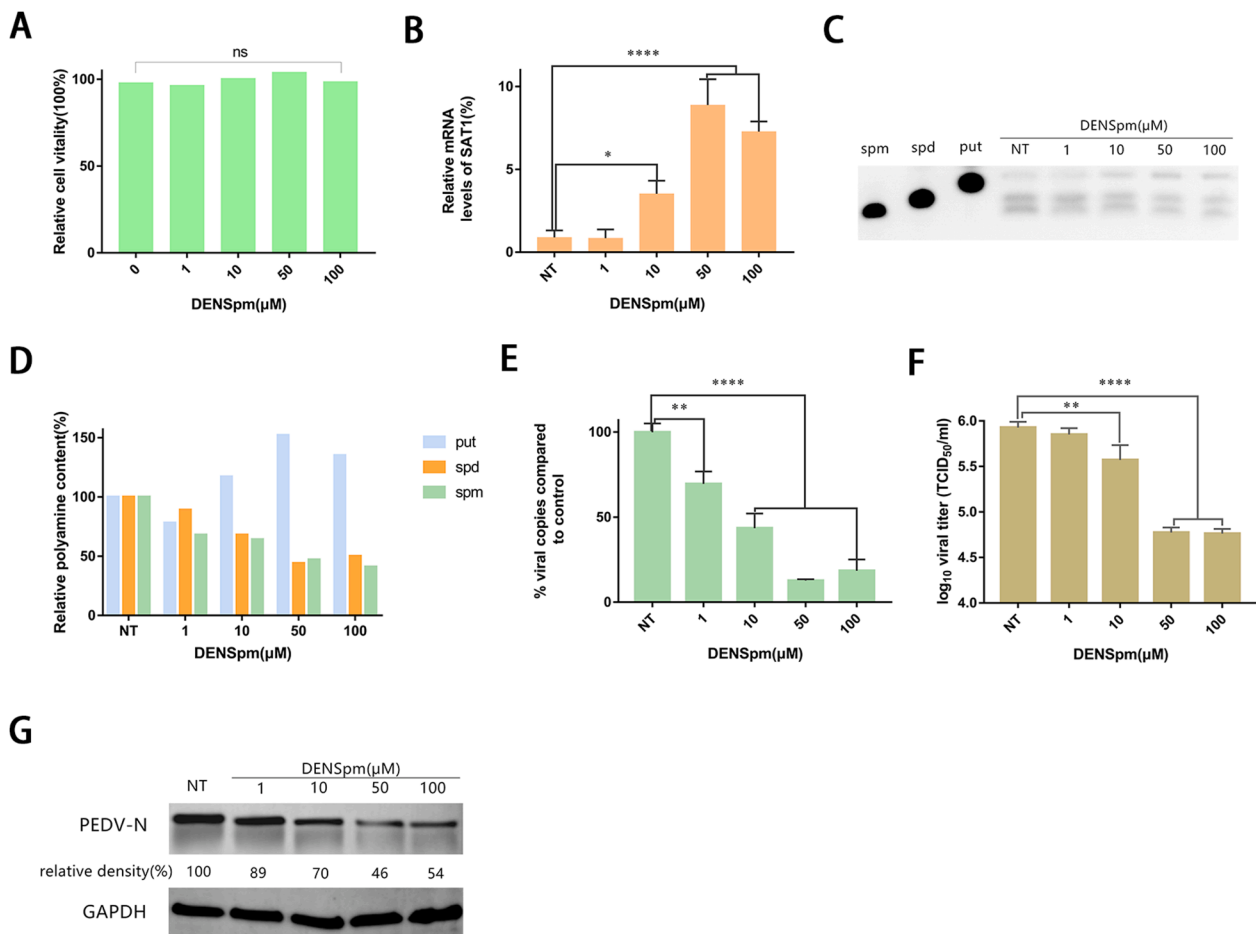 A
Relative cell vitality(100%)
100
50
0
ns
0
1
10
50
100
DENSpm(μM)
B
Relative mRNA
levels of SAT1(%)
10
5
0
****
*
NT
1
10
50
100
DENSpm(μM)
C
DENSpm(μM)
spm spd put NT 1 10 50 100
D
Relative polyamine content(%)
150
100
50
0
NT 1 10 50 100
DENSpm(μM)
put
spd
spm
E
% viral copies compared
to control
100
50
0
****
**
NT
1
10
50
100
DENSpm(μM)
F
log10 viral titer (TCID50/ml)
6.0
5.5
5.0
4.5
4.0
****
**
NT
1
10
50
100
DENSpm(μM)
G
DENSpm(μM)
NT 1 10 50 100
PEDV-N
relative density(%) 100 89 70 46 54
GAPDH